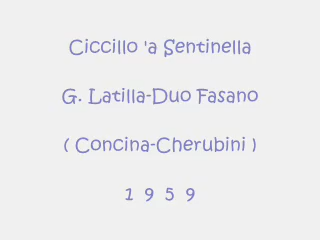 Ciccillo 'a Sentinella
G. Latilla-Duo Fasano
( Concina-Cherubini )
1 9 5 9